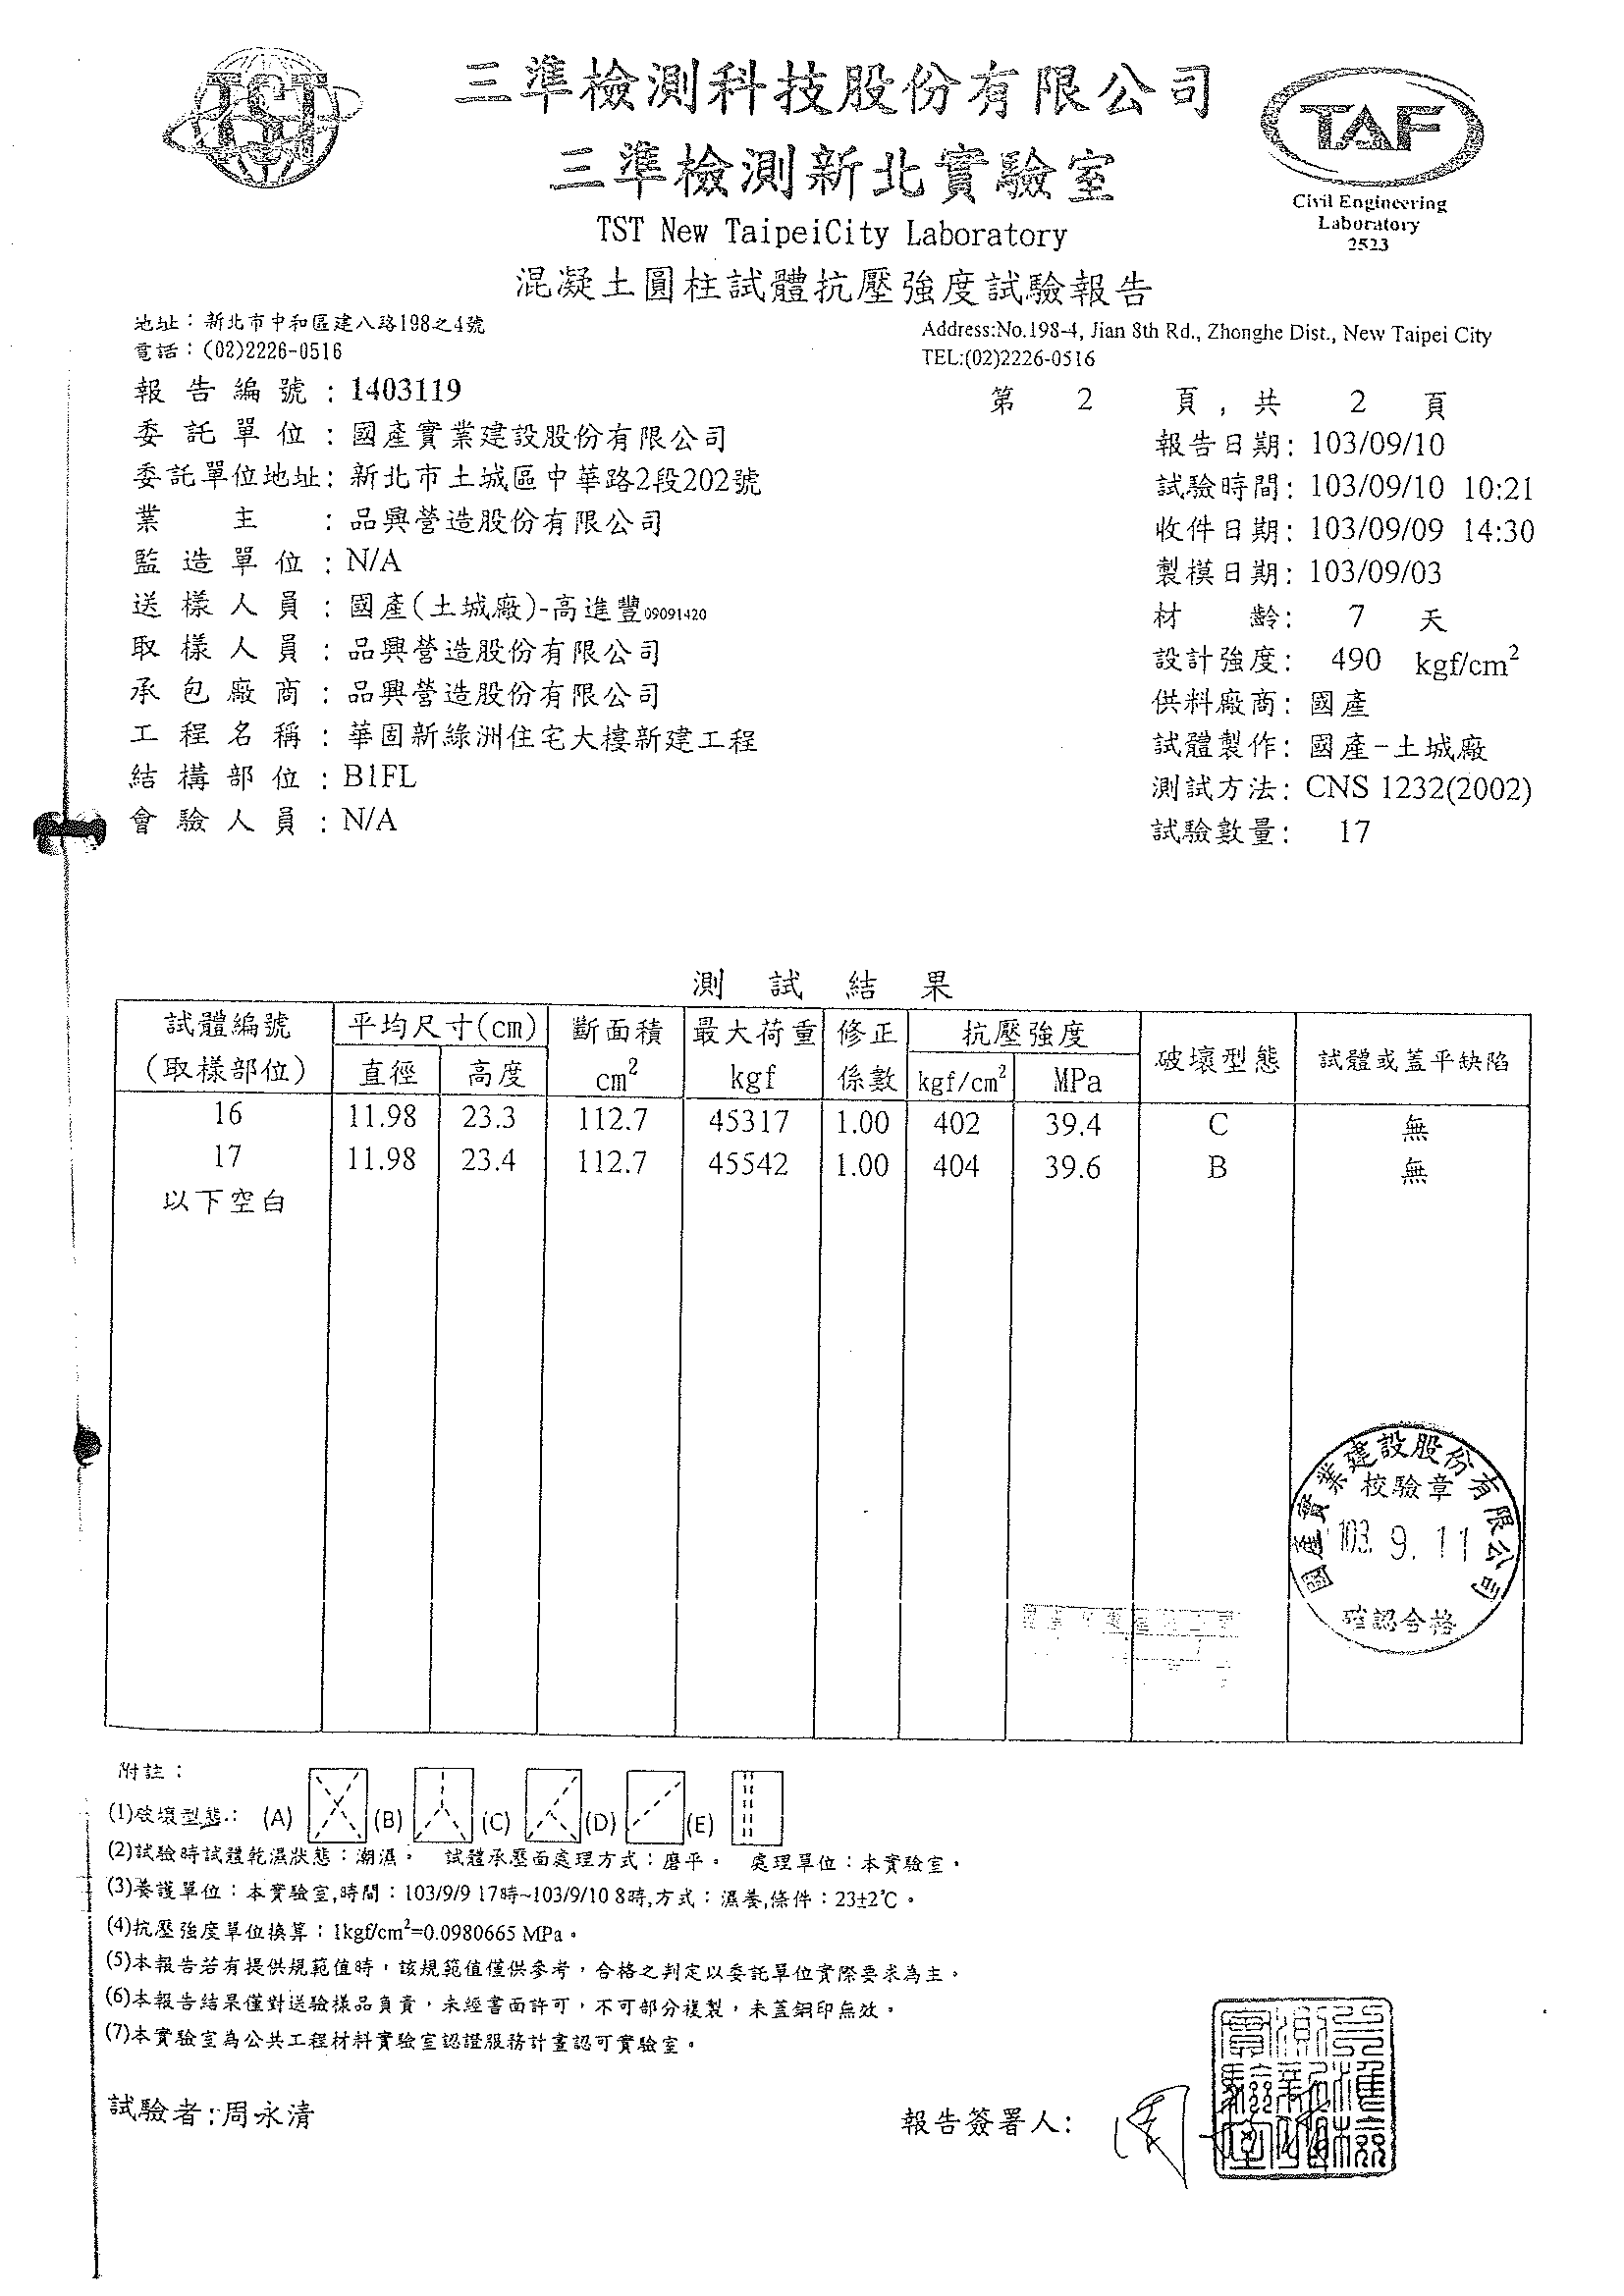 TST
三準檢測科技股份有限公司
三準檢測新北實驗室
TST New TaipeiCity Laboratory
TAF
Civil Engineering
Laboratory
2523
混凝土圓柱試體抗壓強度試驗報告
地址：新北市中和區建八路198之4號
電話：(02)2226-0516
Address:No.198-4, Jian 8th Rd., Zhonghe Dist., New Taipei City
TEL:(02)2226-0516
報告編號：1403119
第 2 頁，共 2 頁
委託單位：國產實業建設股份有限公司
報告日期：103/09/10
委託單位地址：新北市土城區中華路2段202號
試驗時間：103/09/10 10:21
業主：品興營造股份有限公司
收件日期：103/09/09 14:30
監造單位：N/A
製模日期：103/09/03
送樣人員：國產(土城廠)-高進豐09091420
材齡： 7 天
取樣人員：品興營造股份有限公司
設計強度： 490 kgf/cm²
承包廠商：品興營造股份有限公司
供料廠商：國產
工程名稱：華固新綠洲住宅大樓新建工程
試體製作：國產-土城廠
結構部位：B1FL
測試方法：CNS 1232(2002)
會驗人員：N/A
試驗數量： 17
測試結果
試體編號 平均尺寸(cm) 斷面積 最大荷重 修正 抗壓強度 破壞型態 試體或蓋平缺陷
(取樣部位) 直徑 高度 cm² kgf 係數 kgf/cm² MPa
16 11.98 23.3 112.7 45317 1.00 402 39.4 C 無
17 11.98 23.4 112.7 45542 1.00 404 39.6 B 無
以下空白
國產實業建設股份有限公司
校驗章
103. 9. 11
確認合格
附註：
(1)破壞型態.: (A) (B) (C) (D) (E)
(2)試驗時試體乾濕狀態：潮濕。 試體承壓面處理方式：磨平。 處理單位：本實驗室。
(3)養護單位：本實驗室,時間：103/9/9 17時~103/9/10 8時,方式：濕養,條件：23±2℃。
(4)抗壓強度單位換算：1kgf/cm²=0.0980665 MPa。
(5)本報告若有提供規範值時，該規範值僅供參考，合格之判定以委託單位實際要求為主。
(6)本報告結果僅對送驗樣品負責，未經書面許可，不可部分複製，未蓋鋼印無效。
(7)本實驗室為公共工程材料實驗室認證服務計畫認可實驗室。
試驗者：周永清
報告簽署人：